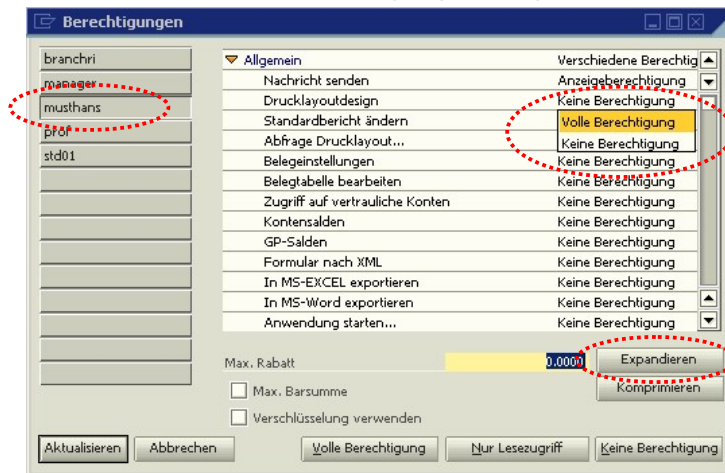 Berechtigungen
branchri
manager
musthans
prof
std01
Allgemein Verschiedene Berechtig
Nachricht senden Anzeigeberechtigung
Drucklayoutdesign Keine Berechtigung
Standardbericht ändern Volle Berechtigung
Abfrage Drucklayout... Keine Berechtigung
Belegeinstellungen Keine Berechtigung
Belegtabelle bearbeiten Keine Berechtigung
Zugriff auf vertrauliche Konten Keine Berechtigung
Kontensalden Keine Berechtigung
GP-Salden Keine Berechtigung
Formular nach XML Keine Berechtigung
In MS-EXCEL exportieren Keine Berechtigung
In MS-Word exportieren Keine Berechtigung
Anwendung starten... Keine Berechtigung
Max. Rabatt 0.0000 Expandieren
Max. Barsumme Komprimieren
Verschlüsselung verwenden
Aktualisieren Abbrechen Volle Berechtigung Nur Lesezugriff Keine Berechtigung